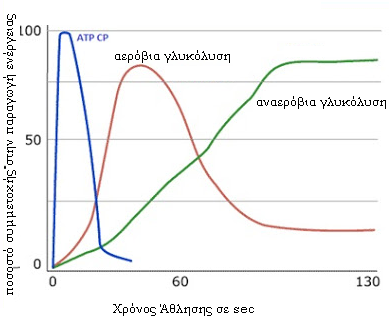 ποσοστό συμμετοχής στην παραγωγή ενέργειας
100
50
0
ATP CP
αερόβια γλυκόλυση
αναερόβια γλυκόλυση
0
60
130
Χρόνος Άθλησης σε sec